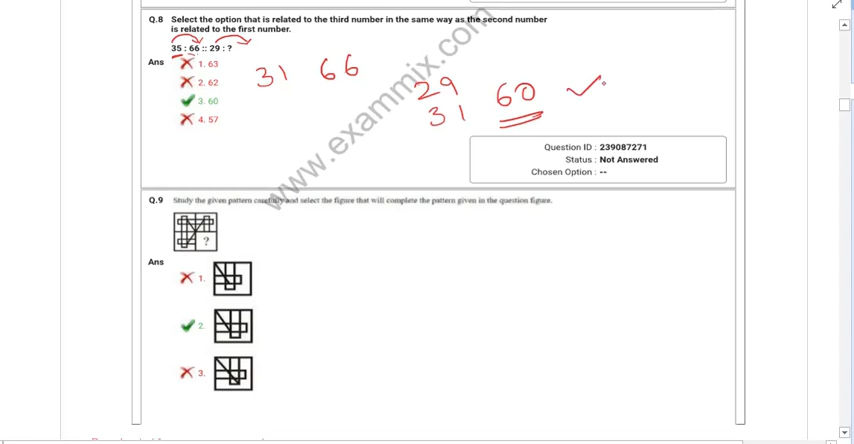 Q.8 Select the option that is related to the third number in the same way as the second number
is related to the first number.
35 : 66 :: 29 : ?
Ans
1. 63
2. 62
3. 60
4. 57
31 66
29
31
60
www.exammix.com
Question ID : 239087271
Status : Not Answered
Chosen Option : --
Q.9 Study the given pattern carefully and select the figure that will complete the pattern given in the question figure.
?
Ans
1.
2.
3.